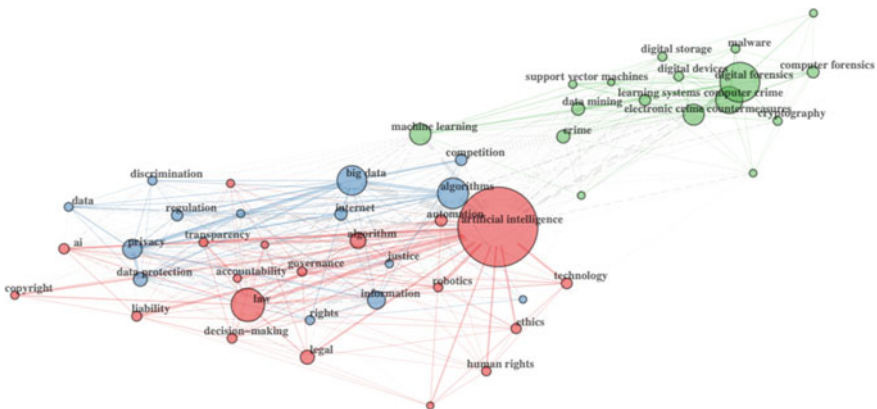 malware
digital storage
computer forensics
digital devices
digital forensics
support vector machines
learning systems
computer crime
data mining
electronic crime countermeasures
cryptography
machine learning
crime
competition
big data
discrimination
algorithms
data
regulation
internet
automation
artificial intelligence
ai
privacy
transparency
algorithm
justice
data protection
accountability
governance
robotics
technology
copyright
law
information
liability
rights
decision-making
ethics
legal
human rights